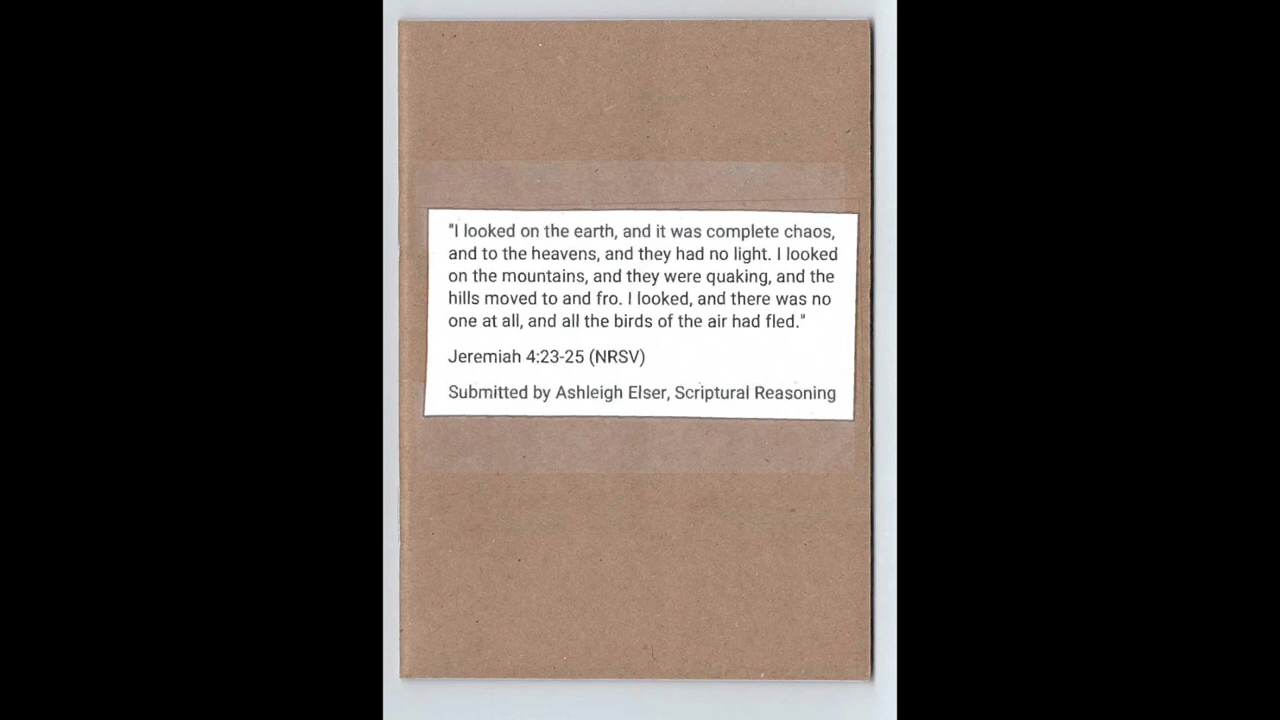 "I looked on the earth, and it was complete chaos,
and to the heavens, and they had no light. I looked
on the mountains, and they were quaking, and the
hills moved to and fro. I looked, and there was no
one at all, and all the birds of the air had fled."
Jeremiah 4:23-25 (NRSV)
Submitted by Ashleigh Elser, Scriptural Reasoning